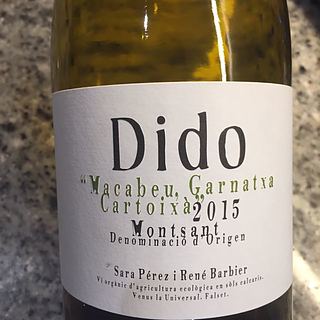 Dido
"Macabeu, Garnatxa
Cartoixà" 2015
Montsant
Denominació d'Origen
Sara Pérez i René Barbier
Vi orgànic d'agricultura ecològica en sòls calcaris.
Venus la Universal. Falset.